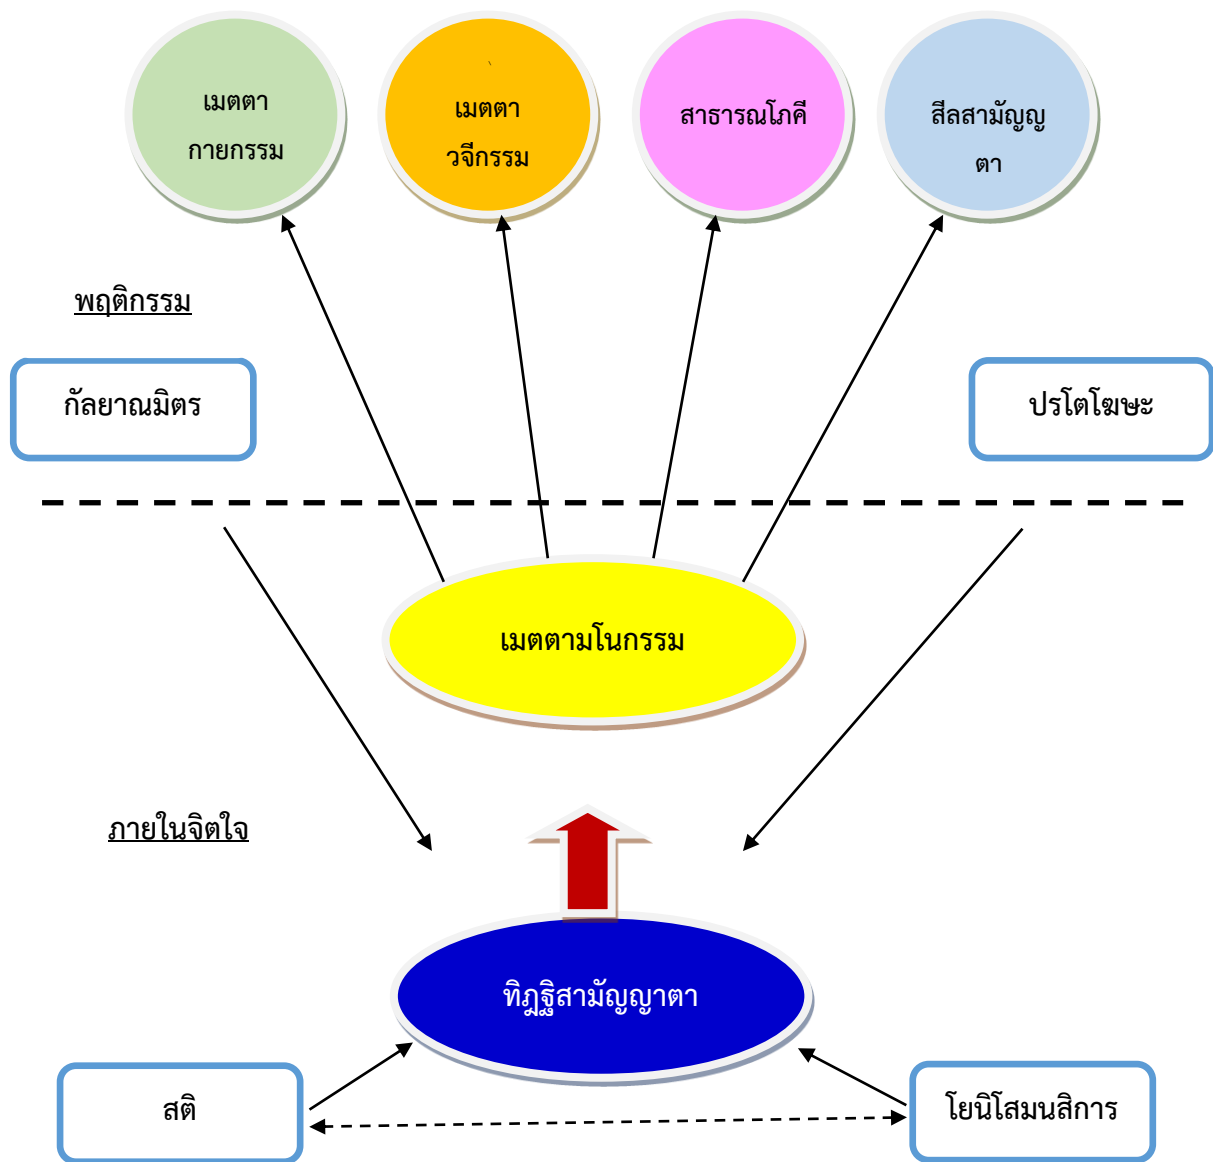 เมตตา
กายกรรม
เมตตา
วจีกรรม
สาธารณโภคี
สีลสามัญญ
ตา
พฤติกรรม
กัลยาณมิตร
ปรโตโฆษะ
เมตตามโนกรรม
ภายในจิตใจ
ทิฎฐิสามัญญาตา
สติ
โยนิโสมนสิการ